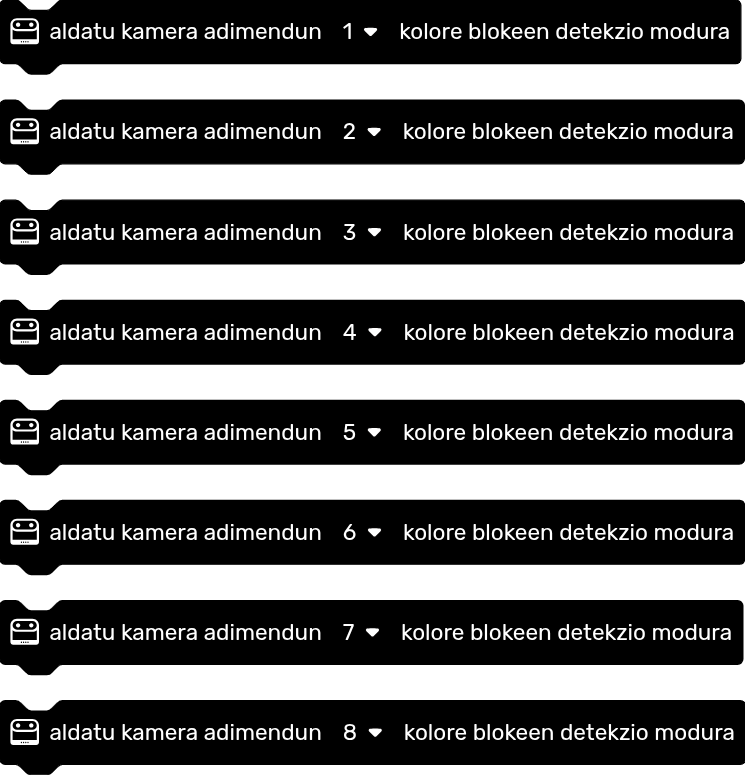 aldatu kamera adimendun 1 kolore blokeen detekzio modura
aldatu kamera adimendun 2 kolore blokeen detekzio modura
aldatu kamera adimendun 3 kolore blokeen detekzio modura
aldatu kamera adimendun 4 kolore blokeen detekzio modura
aldatu kamera adimendun 5 kolore blokeen detekzio modura
aldatu kamera adimendun 6 kolore blokeen detekzio modura
aldatu kamera adimendun 7 kolore blokeen detekzio modura
aldatu kamera adimendun 8 kolore blokeen detekzio modura